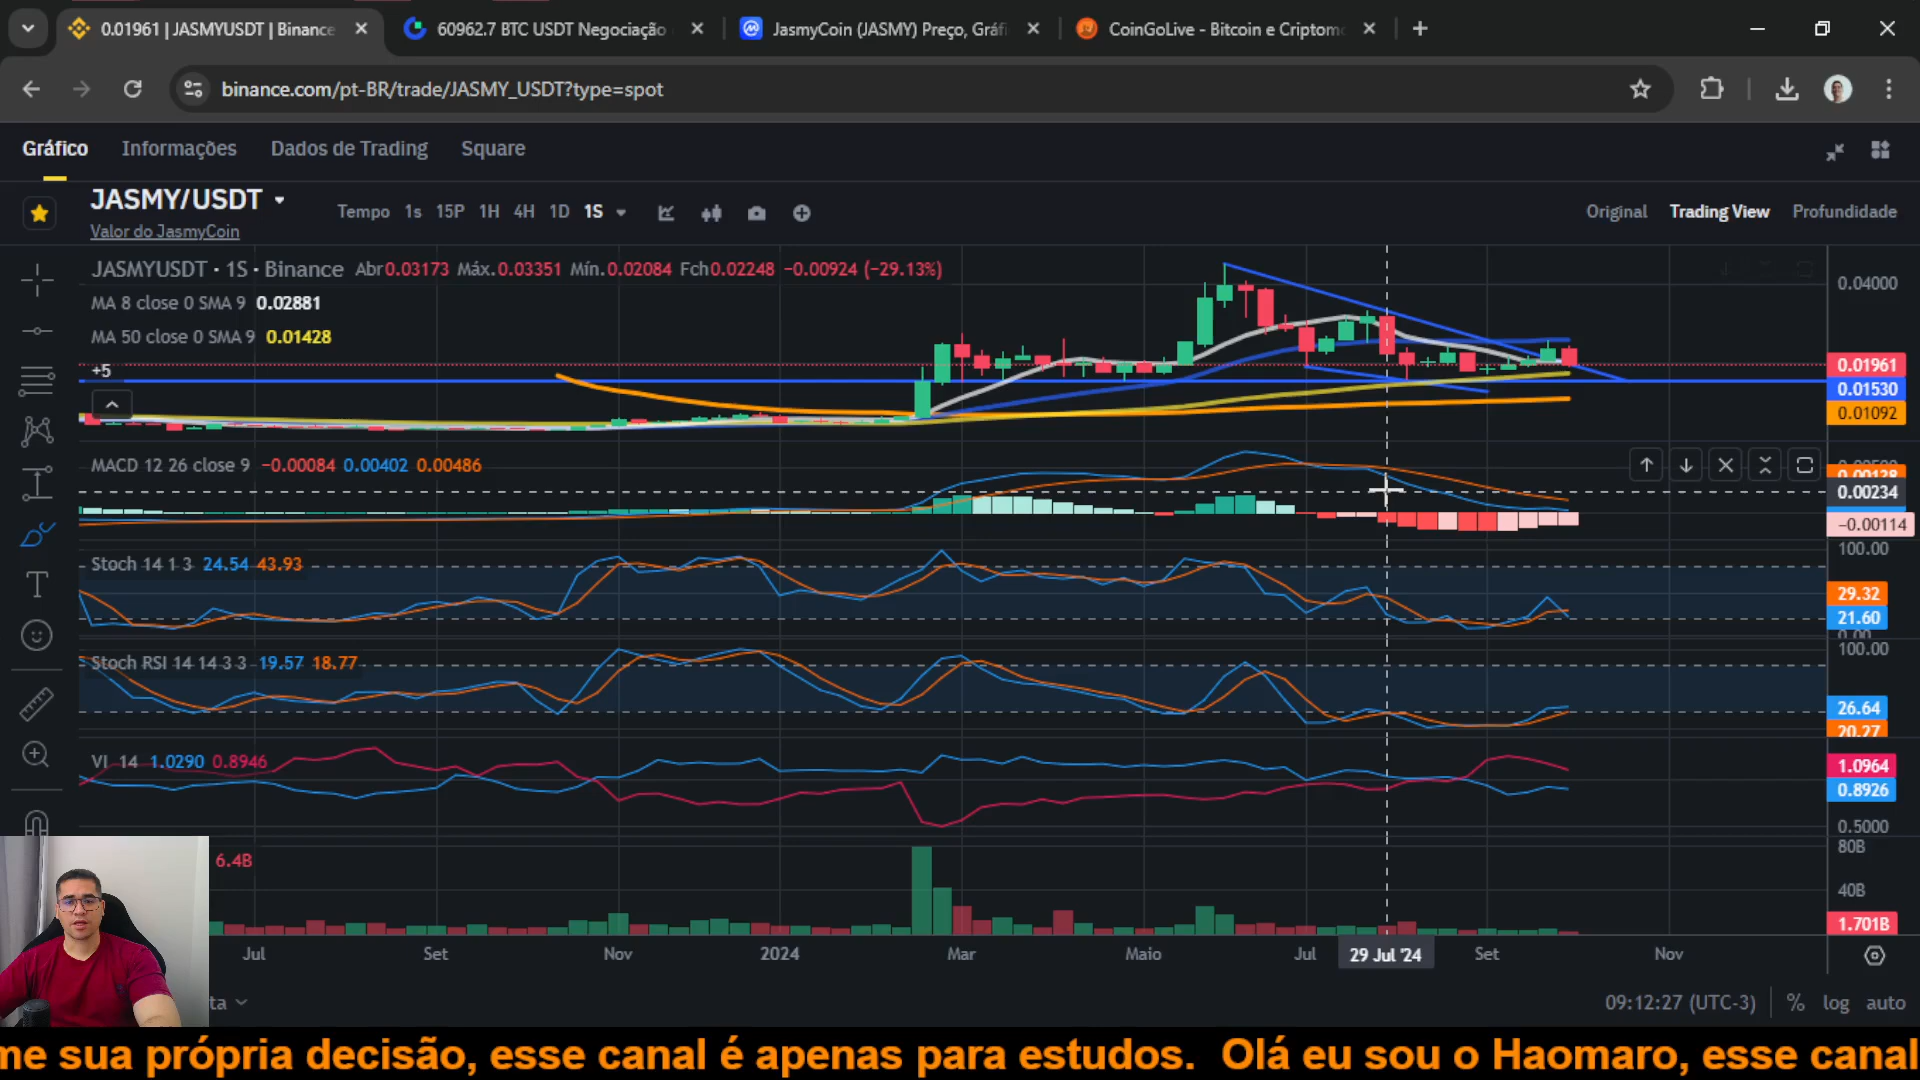 0.01961 | JASMYUSDT | Binance
60962.7 BTC USDT Negociação
JasmyCoin (JASMY) Preço, Gráfi
CoinGoLive - Bitcoin e Criptom
binance.com/pt-BR/trade/JASMY_USDT?type=spot
Gráfico Informações Dados de Trading Square
JASMY/USDT
Valor do JasmyCoin
Tempo 1s 15P 1H 4H 1D 1S
Original Trading View Profundidade
JASMYUSDT · 1S · Binance Abr0.03173 Máx.0.03351 Mín.0.02084 Fch0.02248 −0.00924 (−29.13%)
MA 8 close 0 SMA 9 0.02881
MA 50 close 0 SMA 9 0.01428
+5
0.04000
0.01961
0.01530
0.01092
MACD 12 26 close 9 −0.00084 0.00402 0.00486
0.00128
0.00234
−0.00114
Stoch 14 1 3 24.54 43.93
100.00
29.32
21.60
0.00
Stoch RSI 14 14 3 3 19.57 18.77
100.00
26.64
20.27
VI 14 1.0290 0.8946
1.0964
0.8926
0.5000
6.4B
80B
40B
1.701B
Jul Set Nov 2024 Mar Maio Jul 29 Jul '24 Set Nov
ta
09:12:27 (UTC-3) % log auto
me sua própria decisão, esse canal é apenas para estudos. Olá eu sou o Haomaro, esse canal